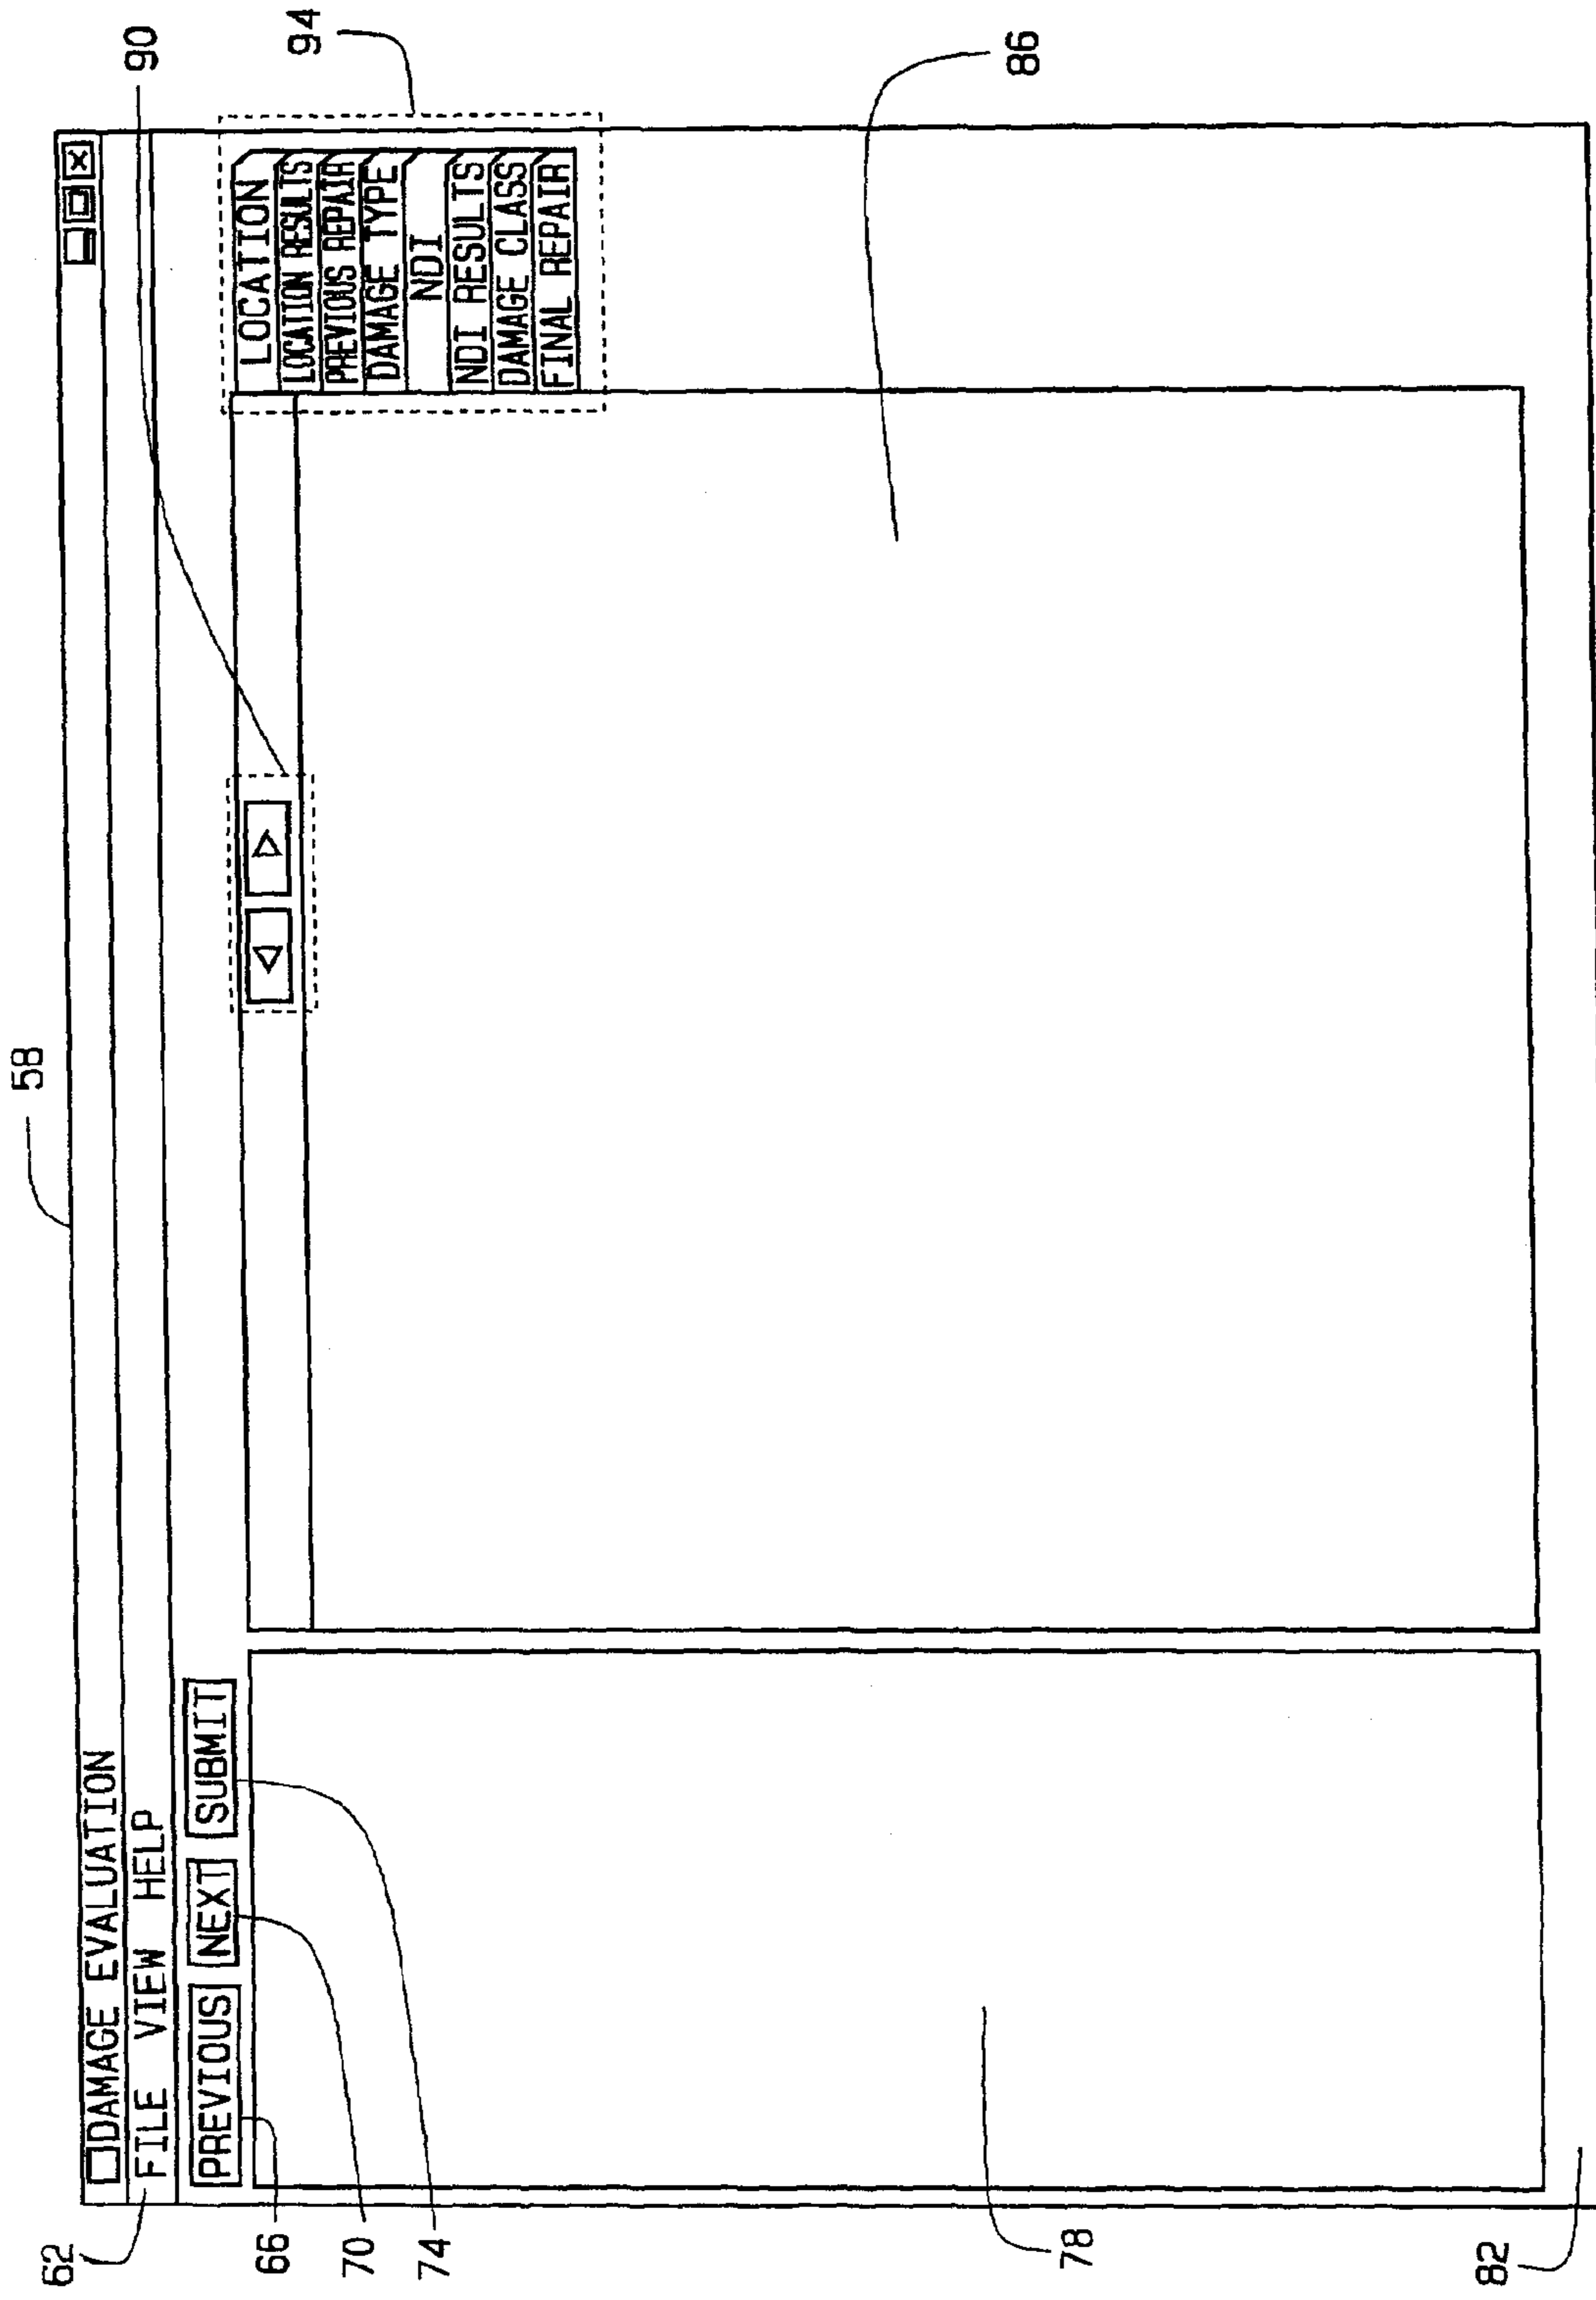 58
90
94
DAMAGE EVALUATION
62
FILE VIEW HELP
PREVIOUS NEXT SUBMIT
66
70
74
LOCATION
LOCATION RESULTS
PREVIOUS REPAIR
DAMAGE TYPE
NDI
NDI RESULTS
DAMAGE CLASS
FINAL REPAIR
78
86
82